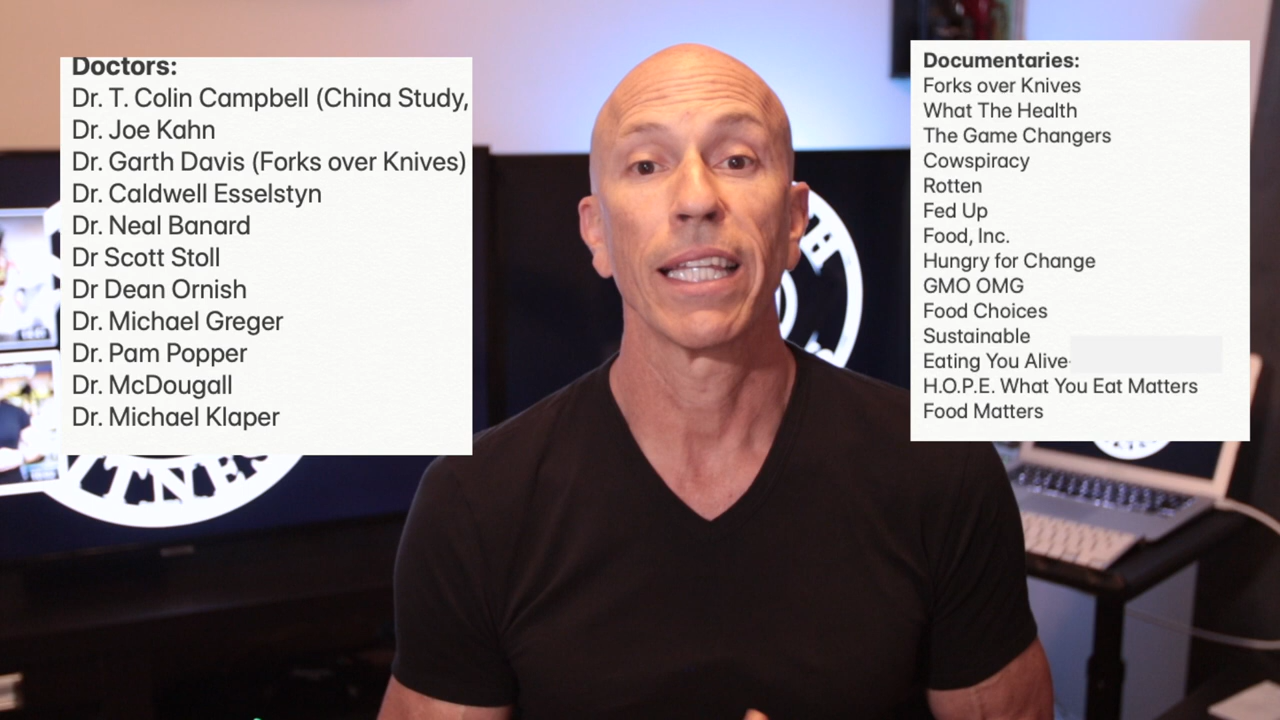 Doctors:
Dr. T. Colin Campbell (China Study,
Dr. Joe Kahn
Dr. Garth Davis (Forks over Knives)
Dr. Caldwell Esselstyn
Dr. Neal Banard
Dr Scott Stoll
Dr Dean Ornish
Dr. Michael Greger
Dr. Pam Popper
Dr. McDougall
Dr. Michael Klaper
Documentaries:
Forks over Knives
What The Health
The Game Changers
Cowspiracy
Rotten
Fed Up
Food, Inc.
Hungry for Change
GMO OMG
Food Choices
Sustainable
Eating You Alive
H.O.P.E. What You Eat Matters
Food Matters